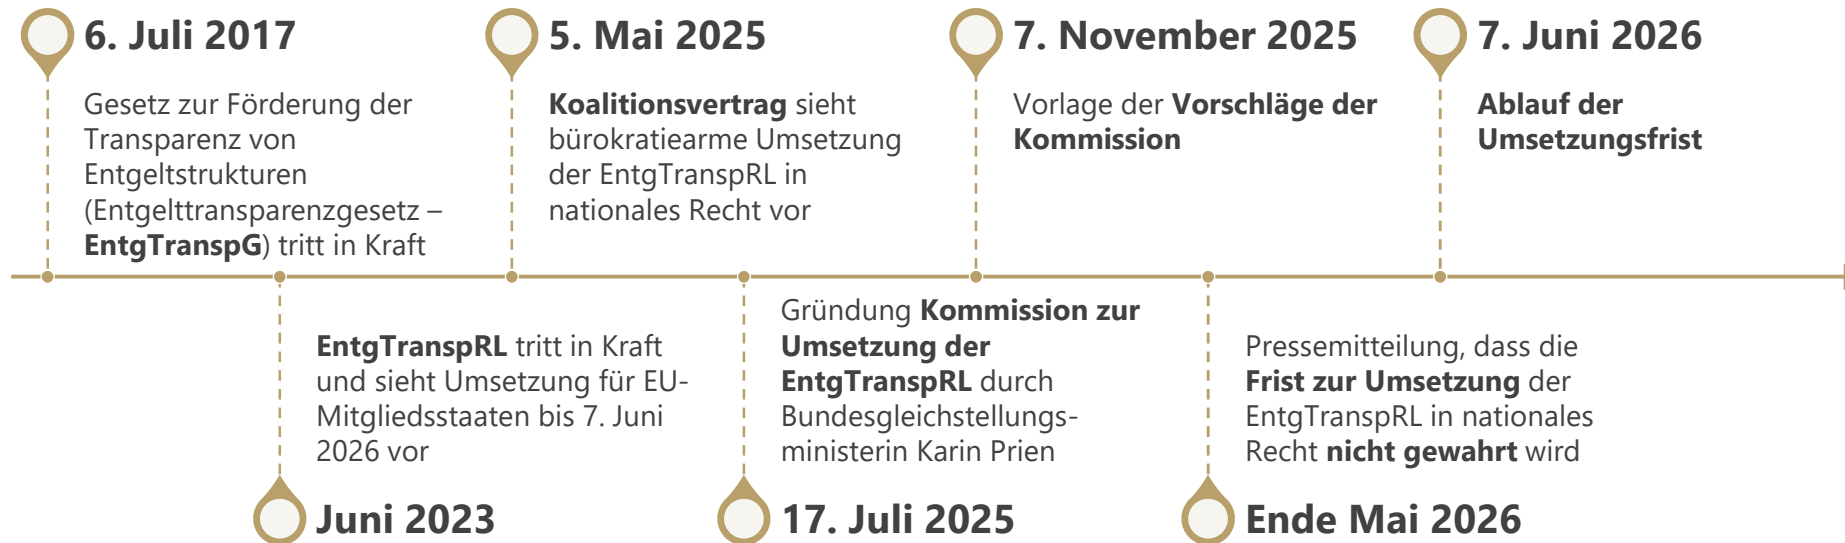 6. Juli 2017
Gesetz zur Förderung der
Transparenz von
Entgeltstrukturen
(Entgelttransparenzgesetz –
EntgTranspG) tritt in Kraft
5. Mai 2025
Koalitionsvertrag sieht
bürokratiearme Umsetzung
der EntgTranspRL in
nationales Recht vor
7. November 2025
Vorlage der Vorschläge der
Kommission
7. Juni 2026
Ablauf der
Umsetzungsfrist
EntgTranspRL tritt in Kraft
und sieht Umsetzung für EU-
Mitgliedsstaaten bis 7. Juni
2026 vor
Juni 2023
Gründung Kommission zur
Umsetzung der
EntgTranspRL durch
Bundesgleichstellungs-
ministerin Karin Prien
17. Juli 2025
Pressemitteilung, dass die
Frist zur Umsetzung der
EntgTranspRL in nationales
Recht nicht gewahrt wird
Ende Mai 2026